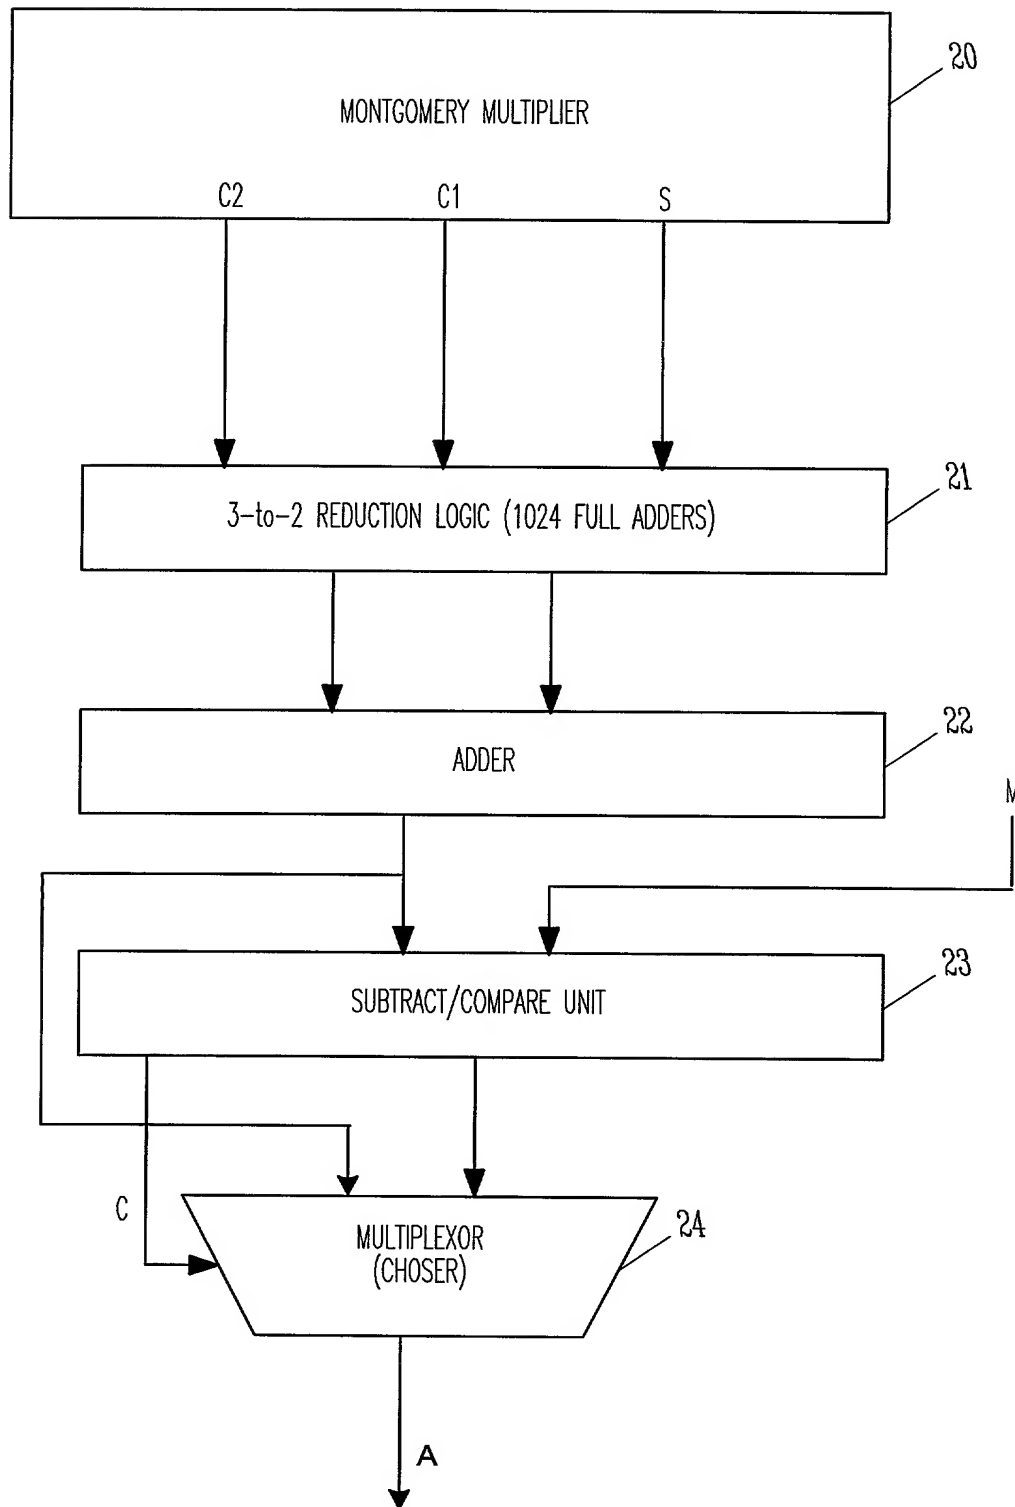 20
MONTGOMERY MULTIPLIER
C2 C1 S
21
3-to-2 REDUCTION LOGIC (1024 FULL ADDERS)
22
ADDER
M
23
SUBTRACT/COMPARE UNIT
C
24
MULTIPLEXOR
(CHOSER)
A